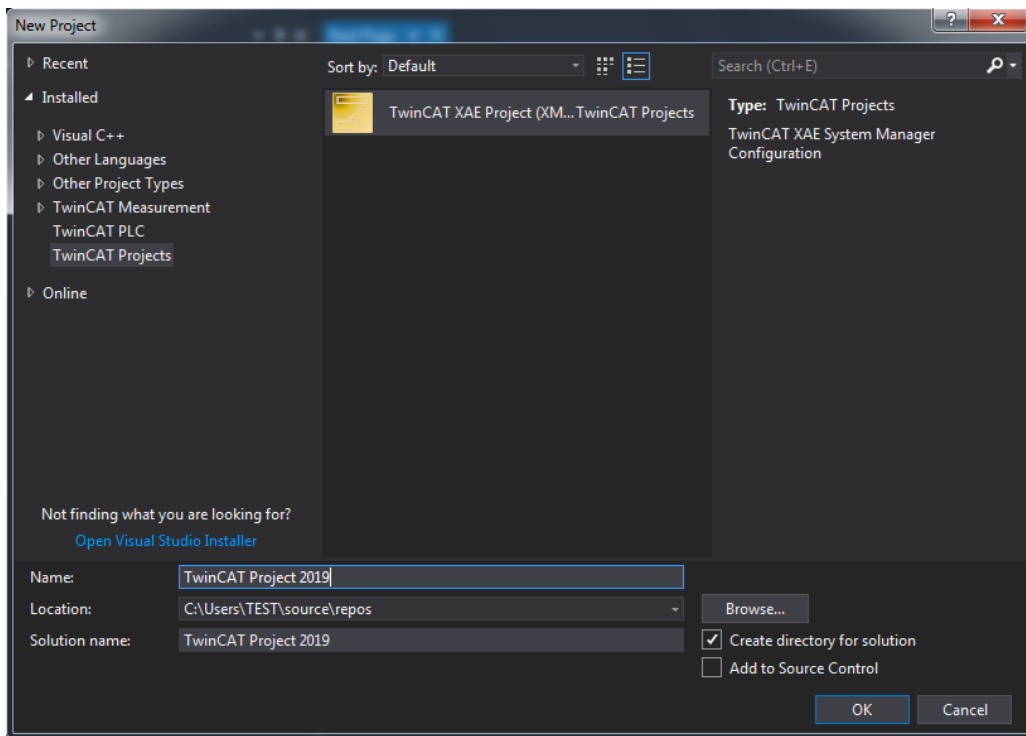 New Project
?
X
Recent
Sort by: Default
Search (Ctrl+E)
Installed
Visual C++
Other Languages
Other Project Types
TwinCAT Measurement
TwinCAT PLC
TwinCAT Projects
Online
TwinCAT XAE Project (XM... TwinCAT Projects
Type: TwinCAT Projects
TwinCAT XAE System Manager
Configuration
Not finding what you are looking for?
Open Visual Studio Installer
Name: TwinCAT Project 2019
Location: C:\Users\TEST\source\repos
Browse...
Solution name: TwinCAT Project 2019
Create directory for solution
Add to Source Control
OK
Cancel